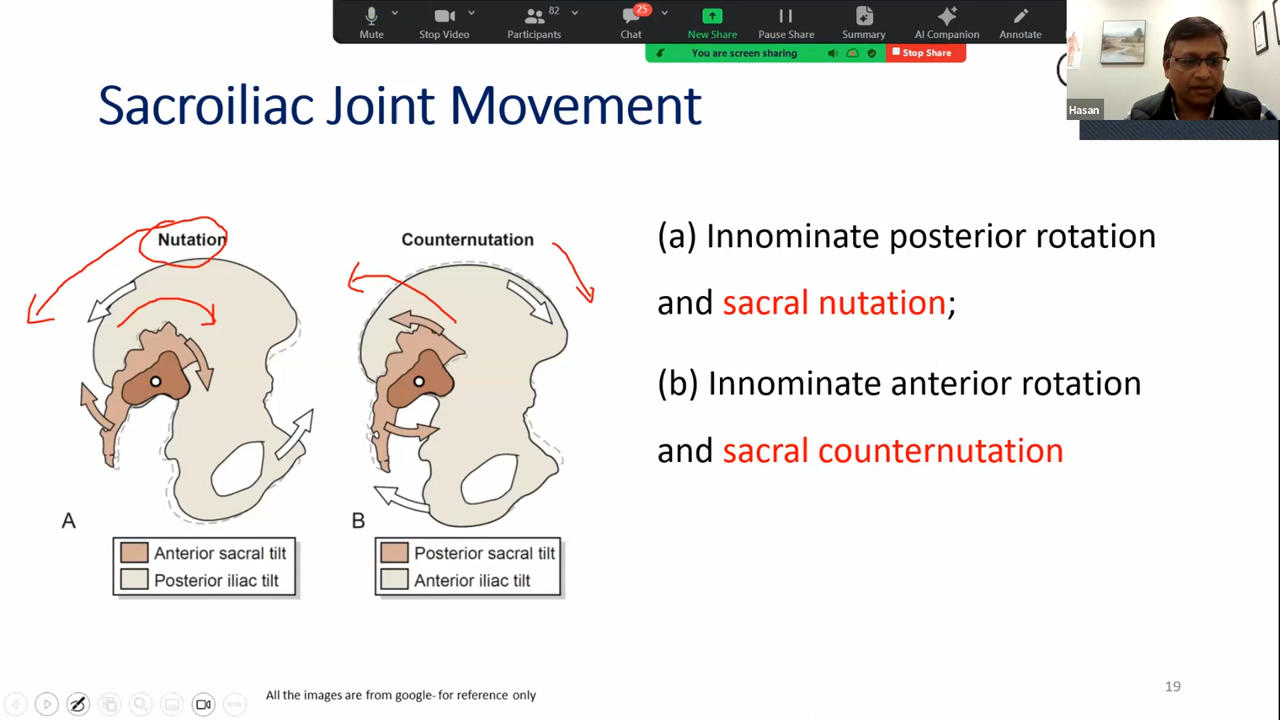 82
25
Mute
Stop Video
Participants
Chat
New Share
Pause Share
Summary
AI Companion
Annotate
You are screen sharing
Stop Share
Hasan
Sacroiliac Joint Movement
Nutation
Counternutation
A
B
Anterior sacral tilt
Posterior iliac tilt
Posterior sacral tilt
Anterior iliac tilt
(a) Innominate posterior rotation
and sacral nutation;
(b) Innominate anterior rotation
and sacral counternutation
All the images are from google- for reference only
19